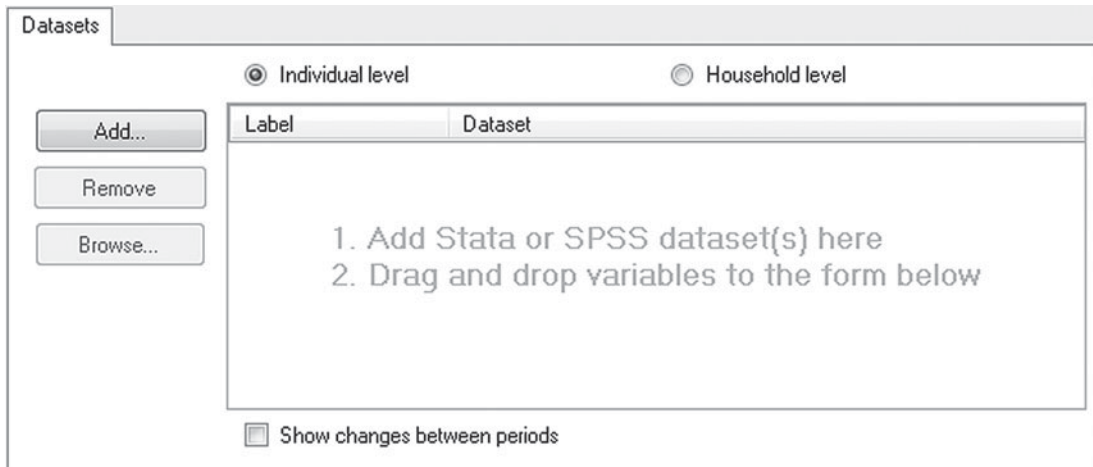 Datasets
Individual level
Household level
Add...
Remove
Browse...
Label
Dataset
1. Add Stata or SPSS dataset(s) here
2. Drag and drop variables to the form below
Show changes between periods